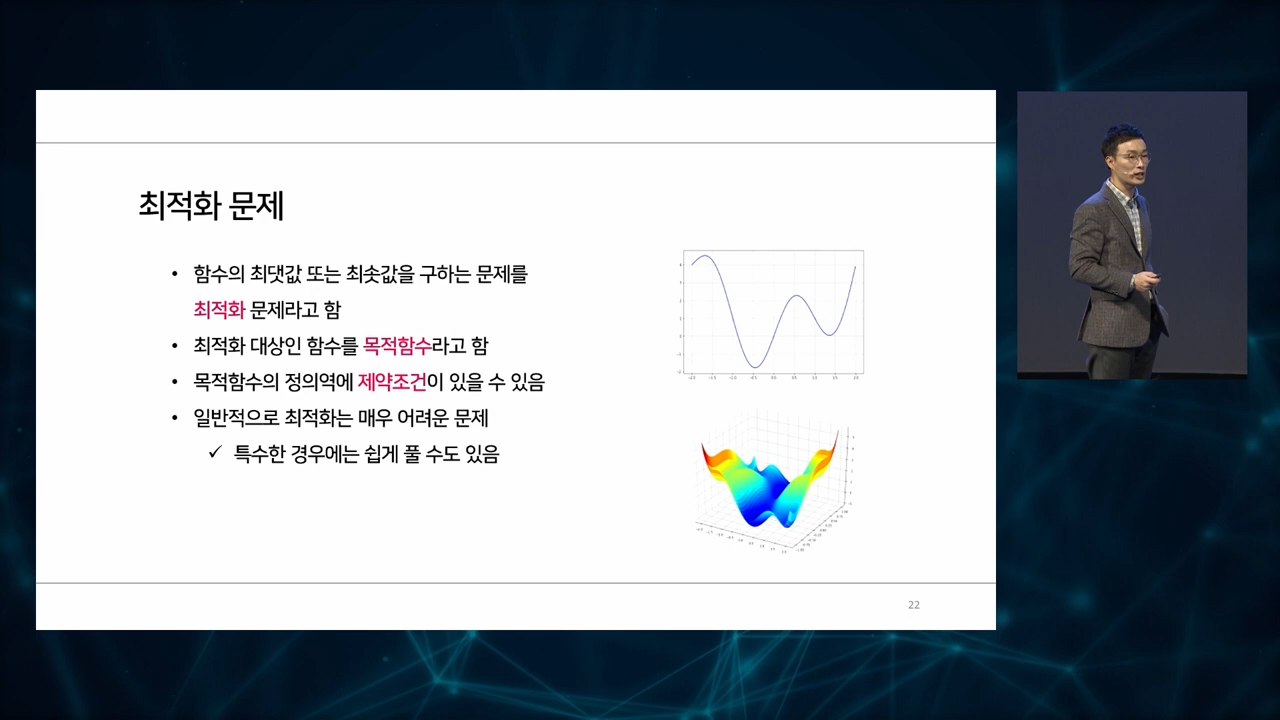 최적화 문제
• 함수의 최댓값 또는 최솟값을 구하는 문제를
최적화 문제라고 함
• 최적화 대상인 함수를 목적함수라고 함
• 목적함수의 정의역에 제약조건이 있을 수 있음
• 일반적으로 최적화는 매우 어려운 문제
✓ 특수한 경우에는 쉽게 풀 수도 있음
22